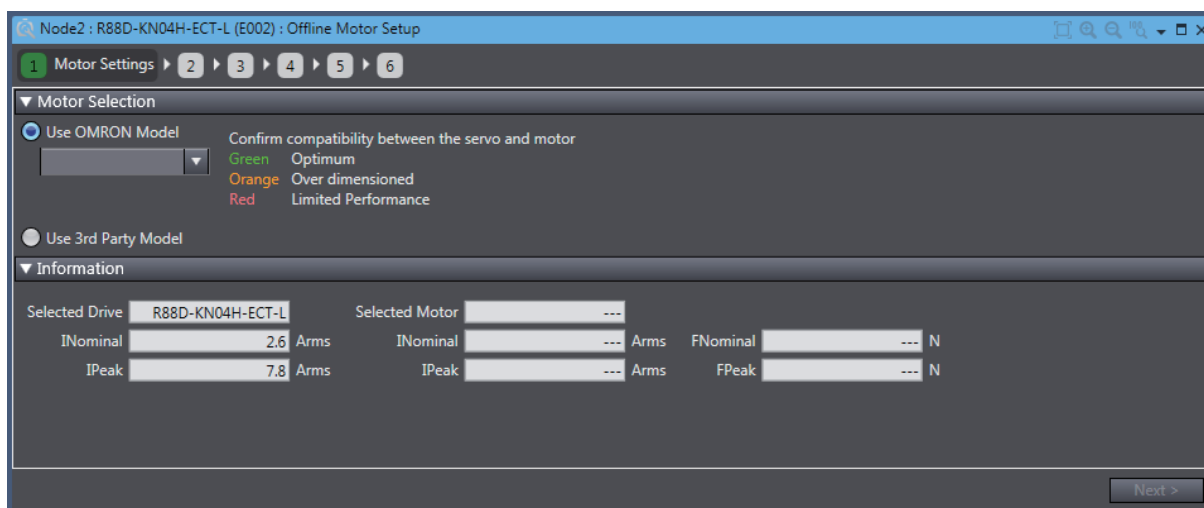 Node2 : R88D-KN04H-ECT-L (E002) : Offline Motor Setup
1 Motor Settings 2 3 4 5 6
Motor Selection
Use OMRON Model
Confirm compatibility between the servo and motor
Green Optimum
Orange Over dimensioned
Red Limited Performance
Use 3rd Party Model
Information
Selected Drive R88D-KN04H-ECT-L Selected Motor ---
INominal 2.6 Arms INominal --- Arms FNominal --- N
IPeak 7.8 Arms IPeak --- Arms FPeak --- N
Next >